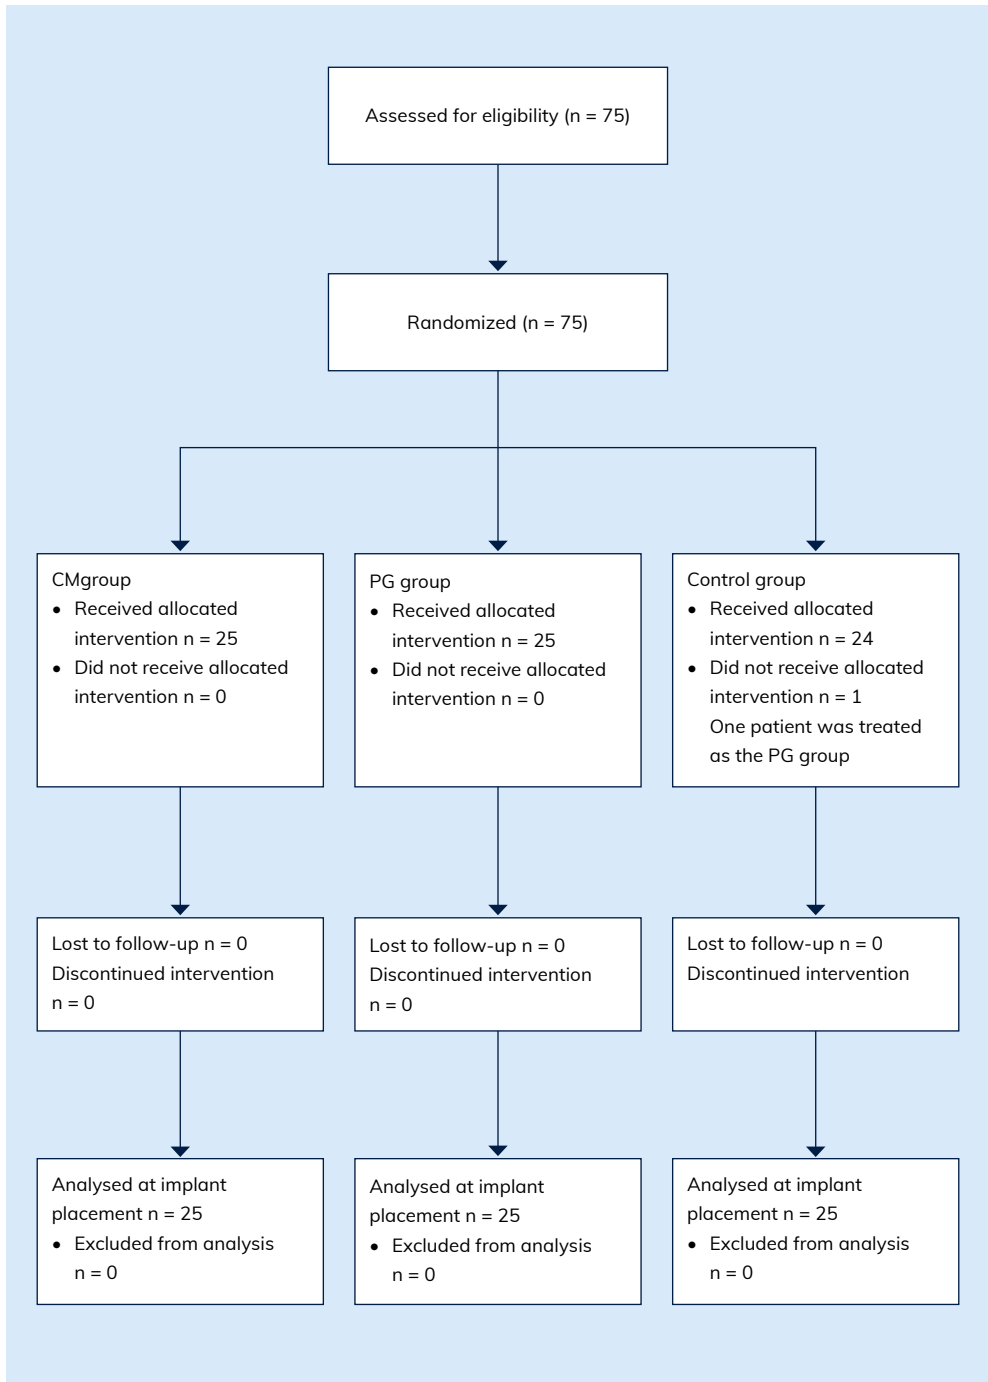 Assessed for eligibility (n = 75)
Randomized (n = 75)
CMgroup
• Received allocated
intervention n = 25
• Did not receive allocated
intervention n = 0
PG group
• Received allocated
intervention n = 25
• Did not receive allocated
intervention n = 0
Control group
• Received allocated
intervention n = 24
• Did not receive allocated
intervention n = 1
One patient was treated
as the PG group
Lost to follow-up n = 0
Discontinued intervention
n = 0
Lost to follow-up n = 0
Discontinued intervention
n = 0
Lost to follow-up n = 0
Discontinued intervention
Analysed at implant
placement n = 25
• Excluded from analysis
n = 0
Analysed at implant
placement n = 25
• Excluded from analysis
n = 0
Analysed at implant
placement n = 25
• Excluded from analysis
n = 0